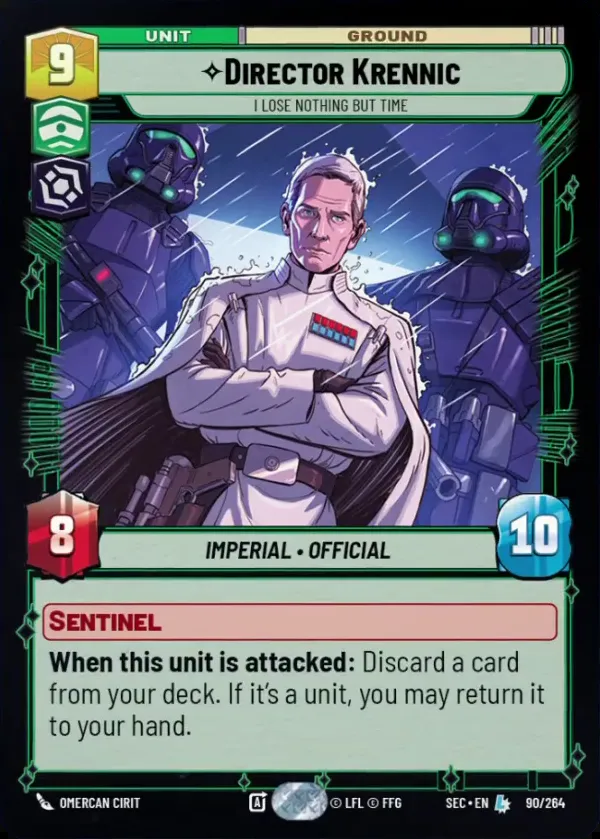 UNIT
GROUND
9
DIRECTOR KRENNIC
I LOSE NOTHING BUT TIME
8
IMPERIAL • OFFICIAL
10
SENTINEL
When this unit is attacked: Discard a card
from your deck. If it's a unit, you may return it
to your hand.
OMERCAN CIRIT
A
© LFL © FFG
SEC • EN
L
90/264